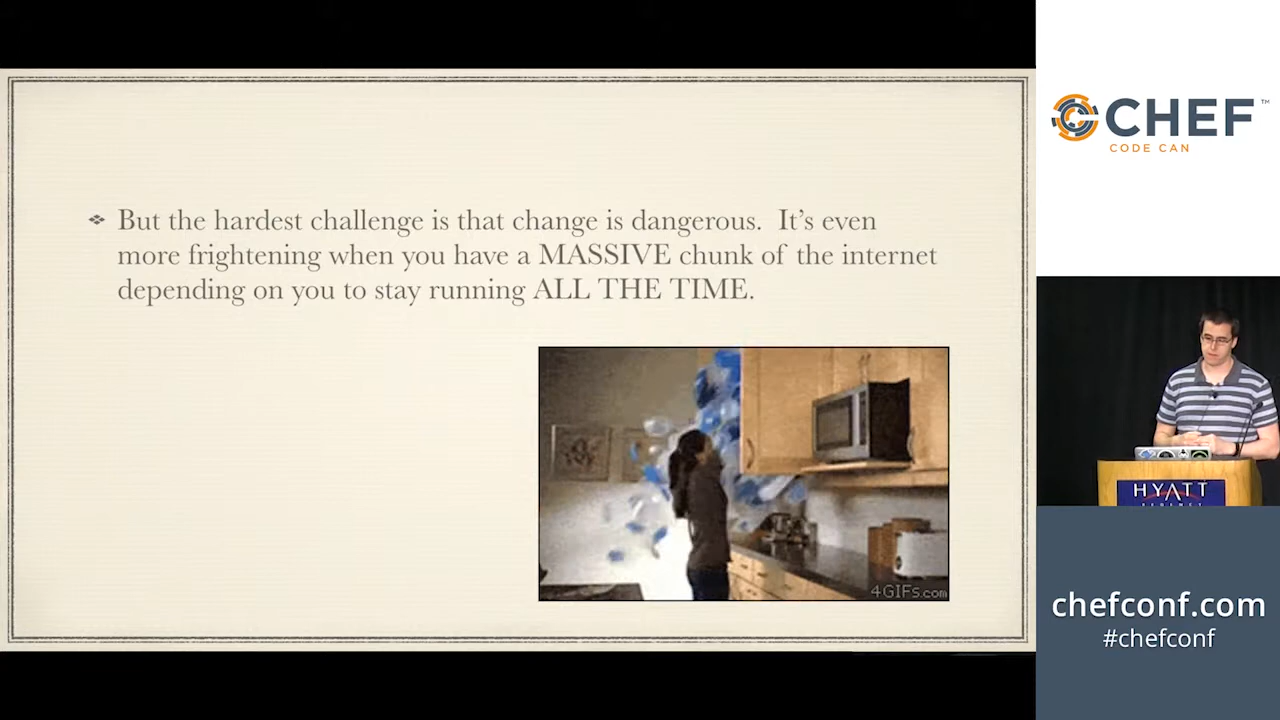 But the hardest challenge is that change is dangerous.  It's even
more frightening when you have a MASSIVE chunk of the internet
depending on you to stay running ALL THE TIME.
4GIFs.com
CHEF™
CODE CAN
HYATT
REGENCY
chefconf.com
#chefconf